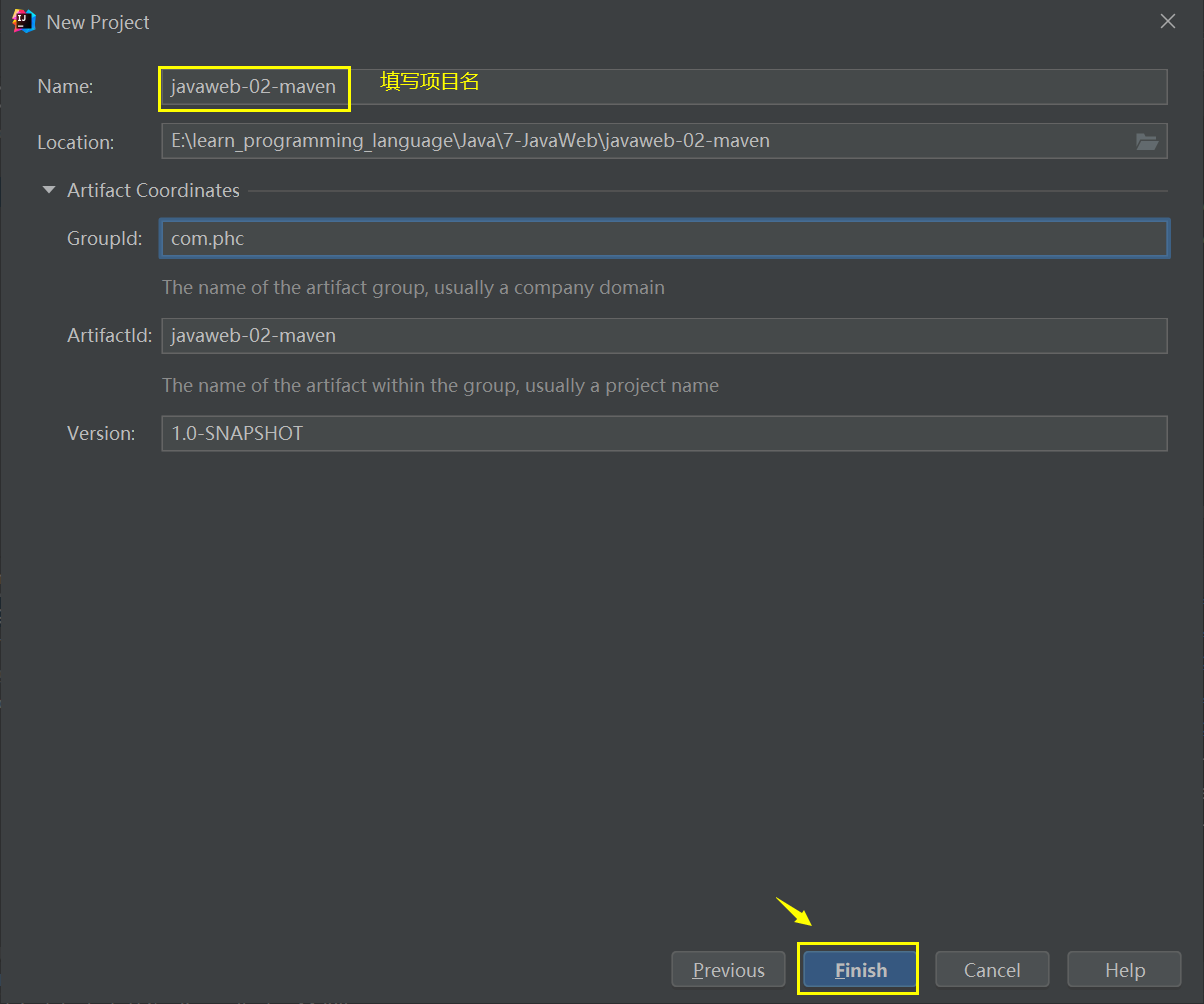 New Project
Name: javaweb-02-maven 填写项目名
Location: E:\learn_programming_language\Java\7-JavaWeb\javaweb-02-maven
Artifact Coordinates
GroupId: com.phc
The name of the artifact group, usually a company domain
ArtifactId: javaweb-02-maven
The name of the artifact within the group, usually a project name
Version: 1.0-SNAPSHOT
Previous Finish Cancel Help